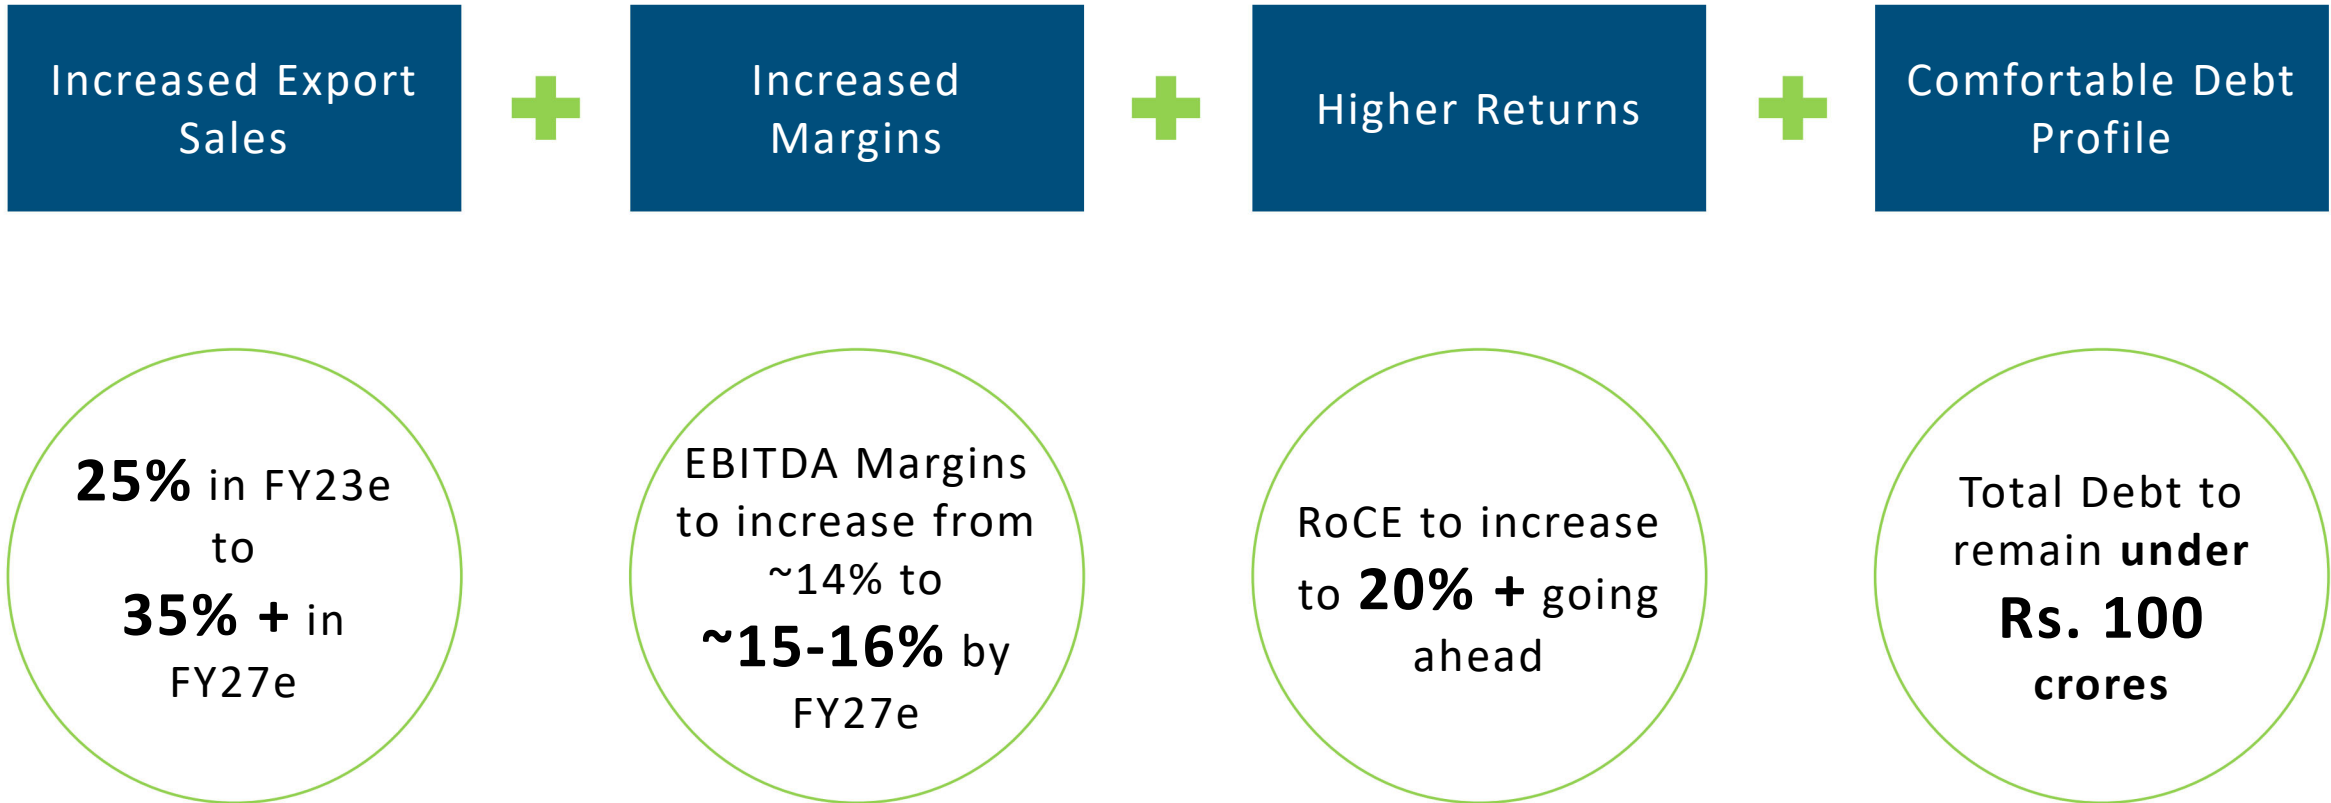 Increased Export
Sales
Increased
Margins
Higher Returns
Comfortable Debt
Profile
25% in FY23e
to
35% + in
FY27e
EBITDA Margins
to increase from
~14% to
~15-16% by
FY27e
RoCE to increase
to 20% + going
ahead
Total Debt to
remain under
Rs. 100
crores